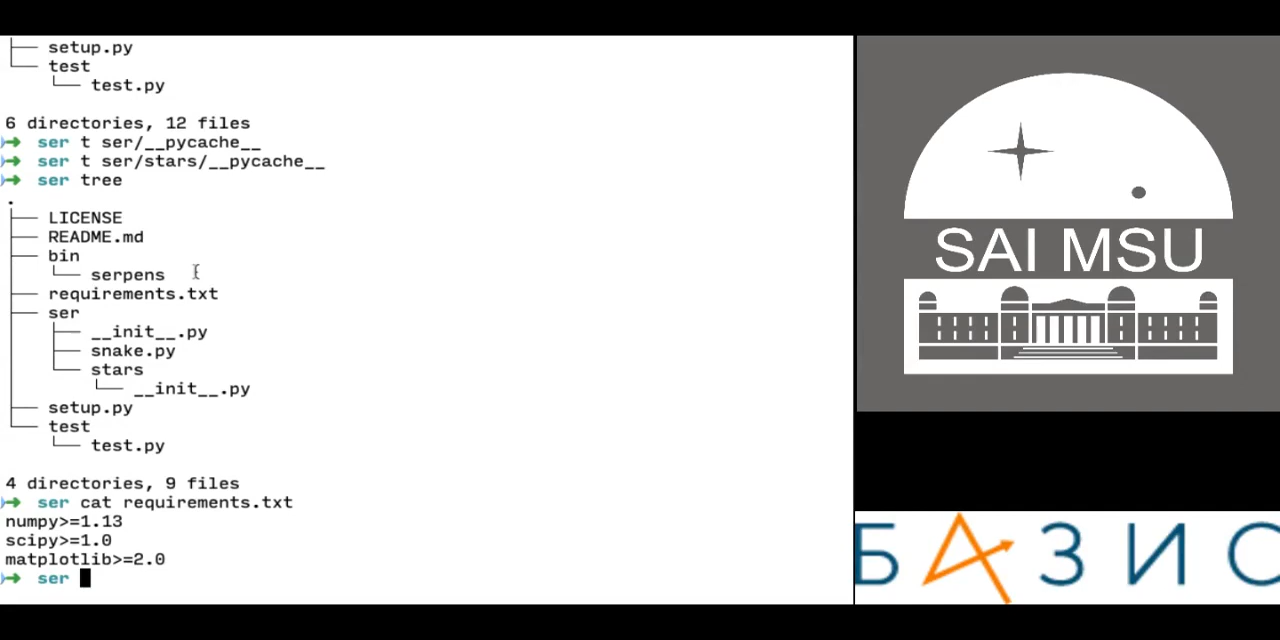 ├── setup.py
└── test
    └── test.py
6 directories, 12 files
➜ ser t ser/__pycache__
➜ ser t ser/stars/__pycache__
➜ ser tree
.
├── LICENSE
├── README.md
├── bin
│   └── serpens
├── requirements.txt
├── ser
│   ├── __init__.py
│   ├── snake.py
│   └── stars
│       └── __init__.py
├── setup.py
└── test
    └── test.py
4 directories, 9 files
➜ ser cat requirements.txt
numpy>=1.13
scipy>=1.0
matplotlib>=2.0
➜ ser
SAI MSU
БАЗИС